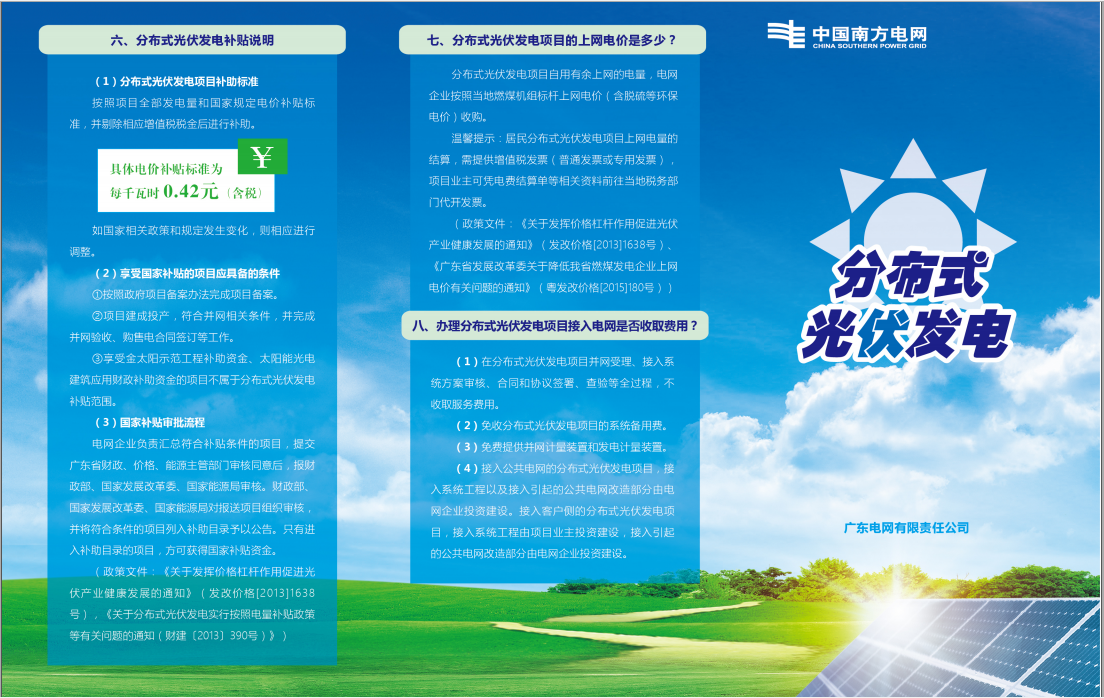 六、分布式光伏发电补贴说明
（1）分布式光伏发电项目补助标准
按照项目全部发电量和国家规定电价补贴标
准，并剔除相应增值税税金后进行补助。
¥
具体电价补贴标准为
每千瓦时 0.42元（含税）
如国家相关政策和规定发生变化，则相应进行
调整。
（2）享受国家补贴的项目应具备的条件
①按照政府项目备案办法完成项目备案。
②项目建成投产，符合并网相关条件，并完成
并网验收、购售电合同签订等工作。
③享受金太阳示范工程补助资金、太阳能光电
建筑应用财政补助资金的项目不属于分布式光伏发电
补贴范围。
（3）国家补贴审批流程
电网企业负责汇总符合补贴条件的项目，提交
广东省财政、价格、能源主管部门审核同意后，报财
政部、国家发展改革委、国家能源局审核。财政部、
国家发展改革委、国家能源局对报送项目组织审核，
并将符合条件的项目列入补助目录予以公告。只有进
入补助目录的项目，方可获得国家补贴资金。
（政策文件：《关于发挥价格杠杆作用促进光
伏产业健康发展的通知》（发改价格[2013]1638
号），《关于分布式光伏发电实行按照电量补贴政策
等有关问题的通知（财建〔2013〕390号）》）
七、分布式光伏发电项目的上网电价是多少？
分布式光伏发电项目自用有余上网的电量，电网
企业按照当地燃煤机组标杆上网电价（含脱硫等环保
电价）收购。
温馨提示：居民分布式光伏发电项目上网电量的
结算，需提供增值税发票（普通发票或专用发票），
项目业主可凭电费结算单等相关资料前往当地税务部
门代开发票。
（政策文件：《关于发挥价格杠杆作用促进光伏
产业健康发展的通知》（发改价格[2013]1638号）、
《广东省发展改革委关于降低我省燃煤发电企业上网
电价有关问题的通知》（粤发改价格[2015]180号））
八、办理分布式光伏发电项目接入电网是否收取费用？
（1）在分布式光伏发电项目并网受理、接入系
统方案审核、合同和协议签署、查验等全过程，不
收取服务费用。
（2）免收分布式光伏发电项目的系统备用费。
（3）免费提供并网计量装置和发电计量装置。
（4）接入公共电网的分布式光伏发电项目，接
入系统工程以及接入引起的公共电网改造部分由电
网企业投资建设。接入客户侧的分布式光伏发电项
目，接入系统工程由项目业主投资建设，接入引起
的公共电网改造部分由电网企业投资建设。
中国南方电网
CHINA SOUTHERN POWER GRID
分布式
光伏发电
广东电网有限责任公司